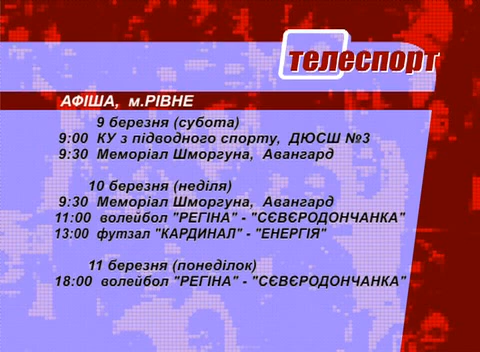 телеспорт
АФІША, м.РІВНЕ
9 березня (субота)
9:00 КУ з підводного спорту, ДЮСШ №3
9:30 Меморіал Шморгуна, Авангард
10 березня (неділя)
9:30 Меморіал Шморгуна, Авангард
11:00 волейбол "РЕГІНА" - "СЄВЄРОДОНЧАНКА"
13:00 футзал "КАРДИНАЛ" - "ЕНЕРГІЯ"
11 березня (понеділок)
18:00 волейбол "РЕГІНА" - "СЄВЄРОДОНЧАНКА"